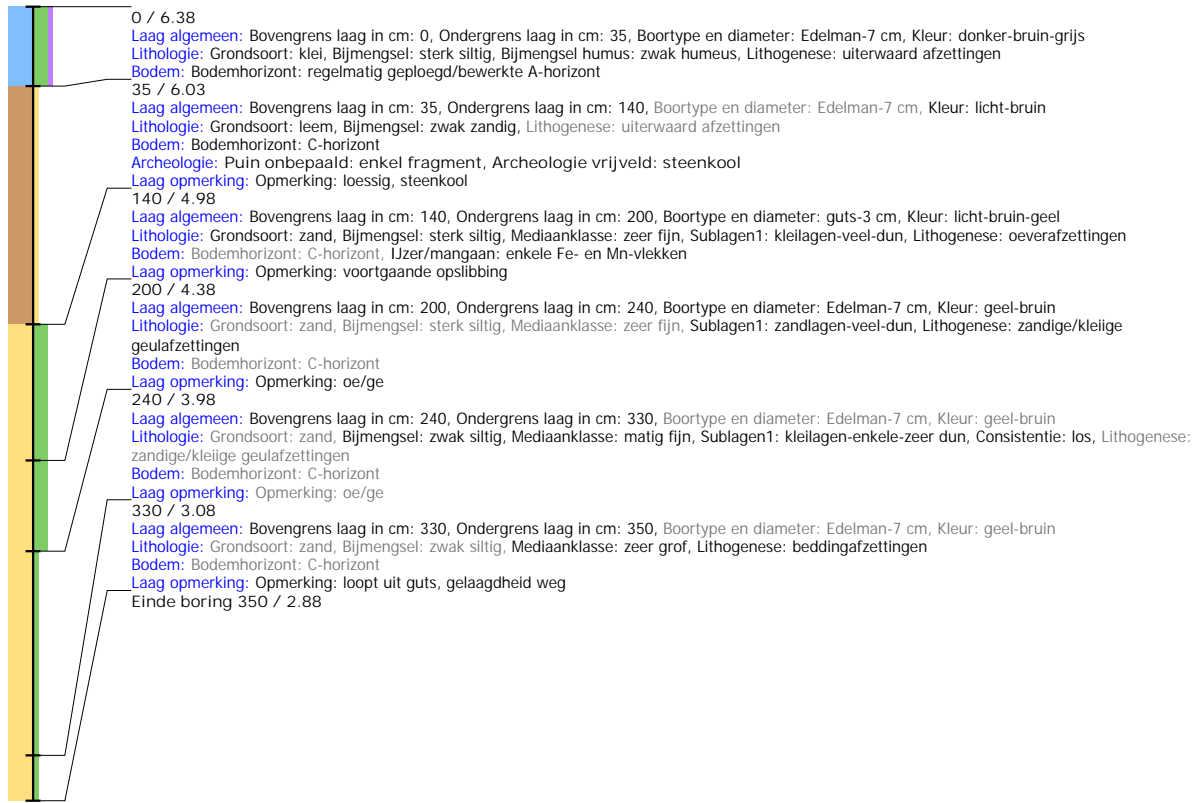 0 / 6.38
Laag algemeen: Bovengrens laag in cm: 0, Ondergrens laag in cm: 35, Boortype en diameter: Edelman-7 cm, Kleur: donker-bruin-grijs
Lithologie: Grondsoort: klei, Bijmengsel: sterk siltig, Bijmengsel humus: zwak humeus, Lithogenese: uiterwaard afzettingen
Bodem: Bodemhorizont: regelmatig geploegd/bewerkte A-horizont
35 / 6.03
Laag algemeen: Bovengrens laag in cm: 35, Ondergrens laag in cm: 140, Boortype en diameter: Edelman-7 cm, Kleur: licht-bruin
Lithologie: Grondsoort: leem, Bijmengsel: zwak zandig, Lithogenese: uiterwaard afzettingen
Bodem: Bodemhorizont: C-horizont
Archeologie: Puin onbepaald: enkel fragment, Archeologie vrijveld: steenkool
Laag opmerking: Opmerking: loessig, steenkool
140 / 4.98
Laag algemeen: Bovengrens laag in cm: 140, Ondergrens laag in cm: 200, Boortype en diameter: guts-3 cm, Kleur: licht-bruin-geel
Lithologie: Grondsoort: zand, Bijmengsel: sterk siltig, Mediaanklasse: zeer fijn, Sublagen1: kleilagen-veel-dun, Lithogenese: oeverafzettingen
Bodem: Bodemhorizont: C-horizont, IJzer/mangaan: enkele Fe- en Mn-vlekken
Laag opmerking: Opmerking: voortgaande opslibbing
200 / 4.38
Laag algemeen: Bovengrens laag in cm: 200, Ondergrens laag in cm: 240, Boortype en diameter: Edelman-7 cm, Kleur: geel-bruin
Lithologie: Grondsoort: zand, Bijmengsel: sterk siltig, Mediaanklasse: zeer fijn, Sublagen1: zandlagen-veel-dun, Lithogenese: zandige/kleiige
geulafzettingen
Bodem: Bodemhorizont: C-horizont
Laag opmerking: Opmerking: oe/ge
240 / 3.98
Laag algemeen: Bovengrens laag in cm: 240, Ondergrens laag in cm: 330, Boortype en diameter: Edelman-7 cm, Kleur: geel-bruin
Lithologie: Grondsoort: zand, Bijmengsel: zwak siltig, Mediaanklasse: matig fijn, Sublagen1: kleilagen-enkele-zeer dun, Consistentie: los, Lithogenese:
zandige/kleiige geulafzettingen
Bodem: Bodemhorizont: C-horizont
Laag opmerking: Opmerking: oe/ge
330 / 3.08
Laag algemeen: Bovengrens laag in cm: 330, Ondergrens laag in cm: 350, Boortype en diameter: Edelman-7 cm, Kleur: geel-bruin
Lithologie: Grondsoort: zand, Bijmengsel: zwak siltig, Mediaanklasse: zeer grof, Lithogenese: beddingafzettingen
Bodem: Bodemhorizont: C-horizont
Laag opmerking: Opmerking: loopt uit guts, gelaagdheid weg
Einde boring 350 / 2.88